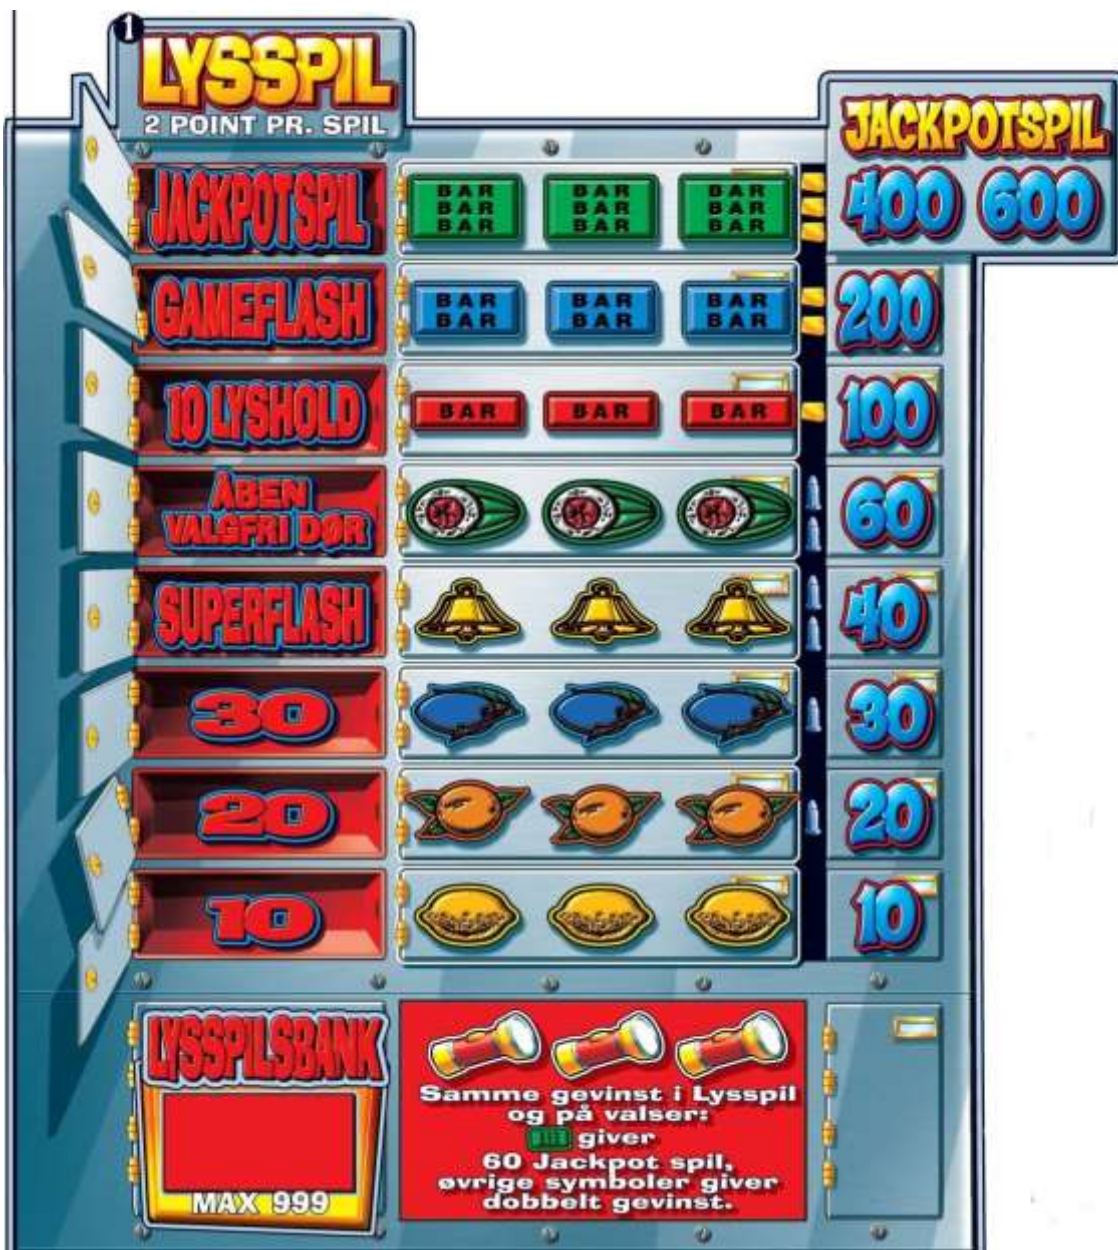 1
LYSSPIL
2 POINT PR. SPIL
JACKPOTSPIL
400 600
JACKPOTSPIL
BAR BAR BAR
BAR BAR BAR
BAR BAR BAR
GAMEFLASH
BAR BAR BAR
BAR BAR BAR
200
10 LYSHOLD
BAR BAR BAR
100
ÅBEN
VALGFRI DØR
60
SUPERFLASH
40
30
30
20
20
10
10
LYSSPILSBANK
MAX 999
Samme gevinst i Lysspil
og på valser:
giver
60 Jackpot spil,
øvrige symboler giver
dobbelt gevinst.